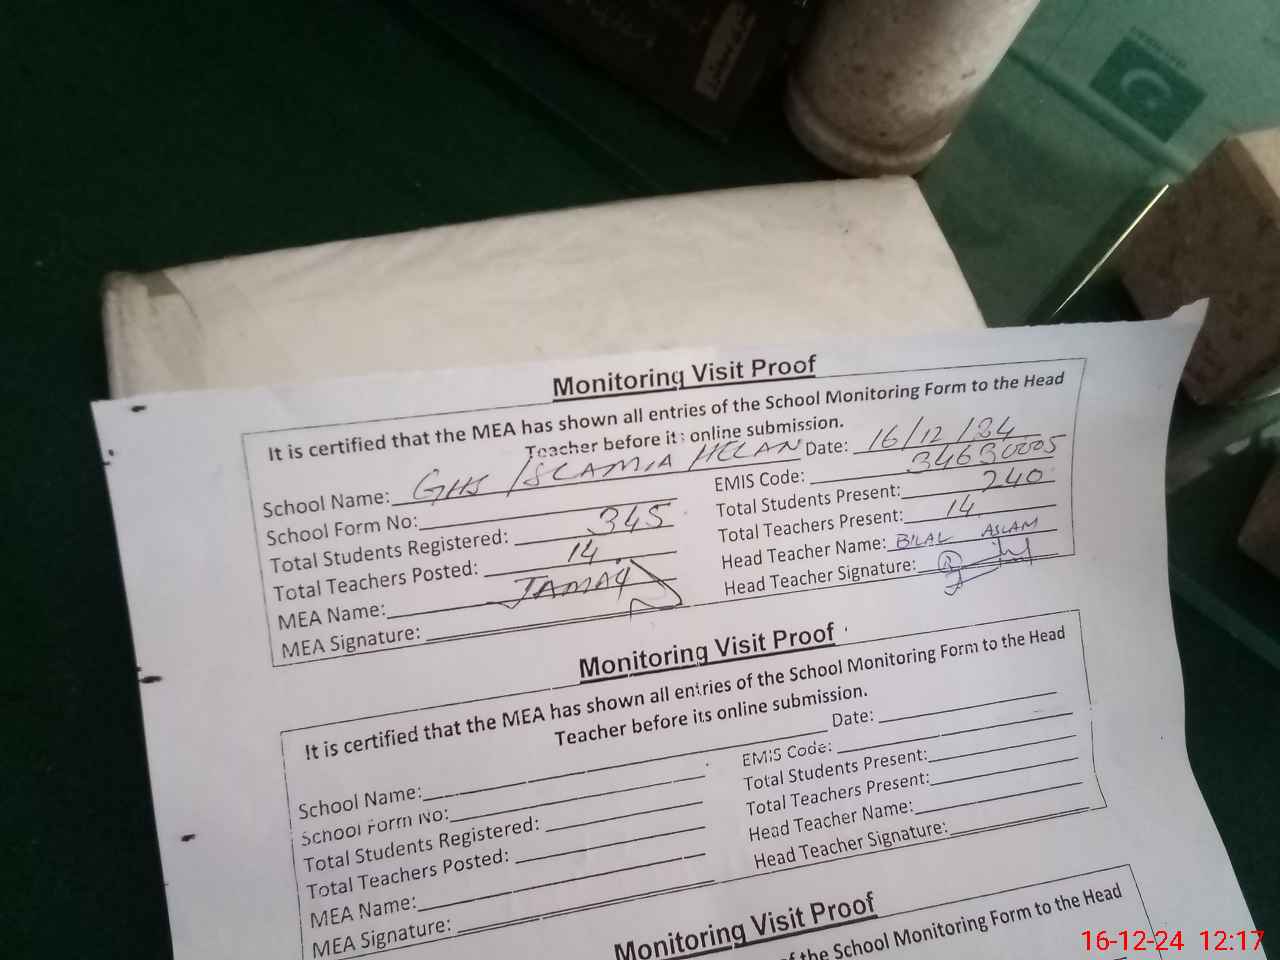 Monitoring Visit Proof
It is certified that the MEA has shown all entries of the School Monitoring Form to the Head
Teacher before its online submission.
School Name: GHS ISLAMIA HELAN Date: 16/12/24
School Form No: EMIS Code: 34630005
Total Students Registered: 345 Total Students Present: 240
Total Teachers Posted: 14 Total Teachers Present: 14
MEA Name: Head Teacher Name: BILAL ASLAM
MEA Signature: Head Teacher Signature:
Monitoring Visit Proof
It is certified that the MEA has shown all entries of the School Monitoring Form to the Head
Teacher before its online submission.
School Name: Date:
School Form No: EMIS Code:
Total Students Registered: Total Students Present:
Total Teachers Posted: Total Teachers Present:
MEA Name: Head Teacher Name:
MEA Signature: Head Teacher Signature:
Monitoring Visit Proof
of the School Monitoring Form to the Head
16-12-24 12:17